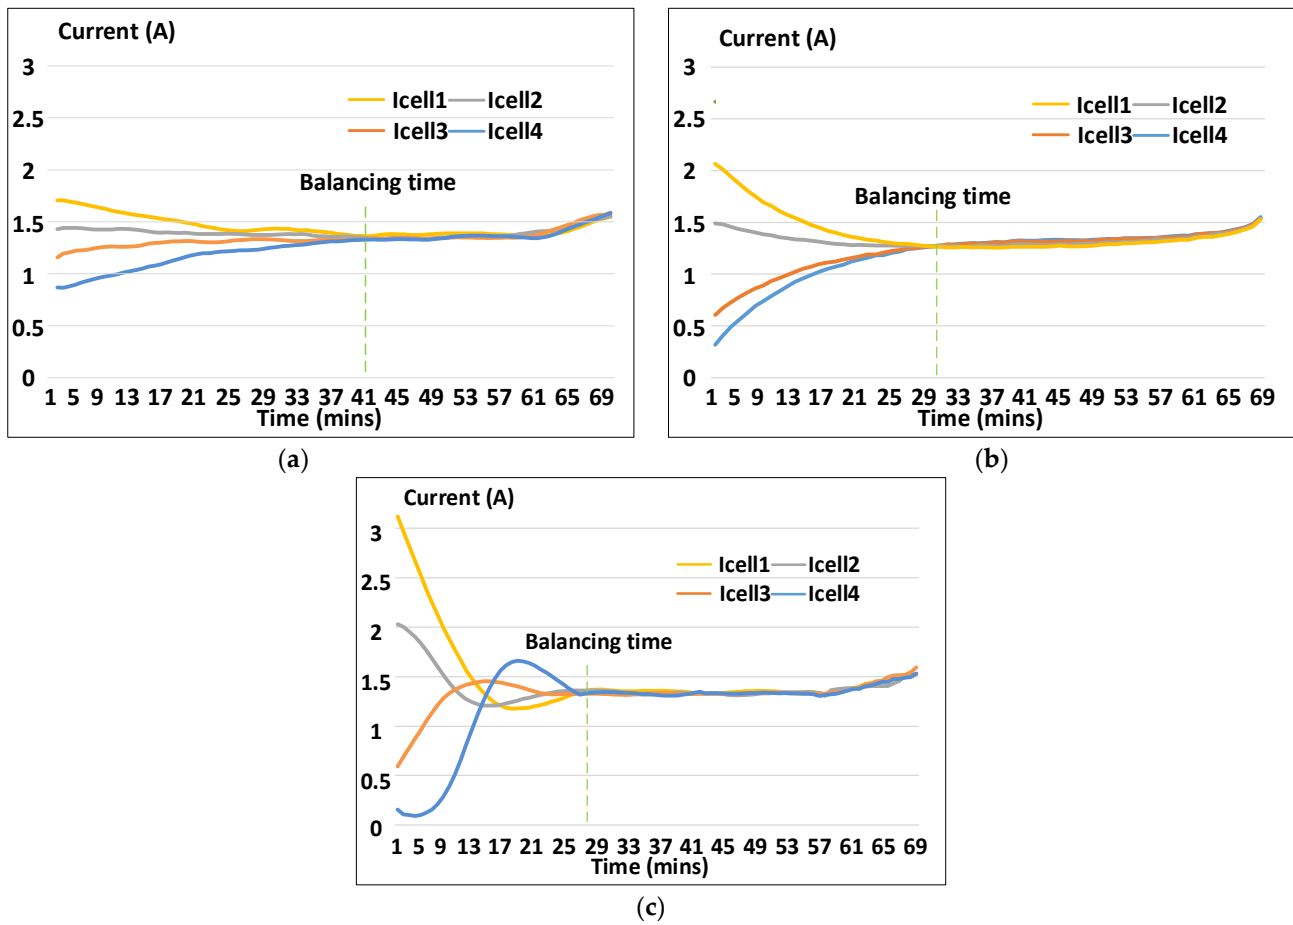 Current (A)
3
2.5
2
1.5
1
0.5
0
Icell1 Icell2
Icell3 Icell4
Balancing time
1 5 9 13 17 21 25 29 33 37 41 45 49 53 57 61 65 69
Time (mins)
(a)
Current (A)
3
2.5
2
1.5
1
0.5
0
Icell1 Icell2
Icell3 Icell4
Balancing time
1 5 9 13 17 21 25 29 33 37 41 45 49 53 57 61 65 69
Time (mins)
(b)
Current (A)
3
2.5
2
1.5
1
0.5
0
Icell1 Icell2
Icell3 Icell4
Balancing time
1 5 9 13 17 21 25 29 33 37 41 45 49 53 57 61 65 69
Time (mins)
(c)